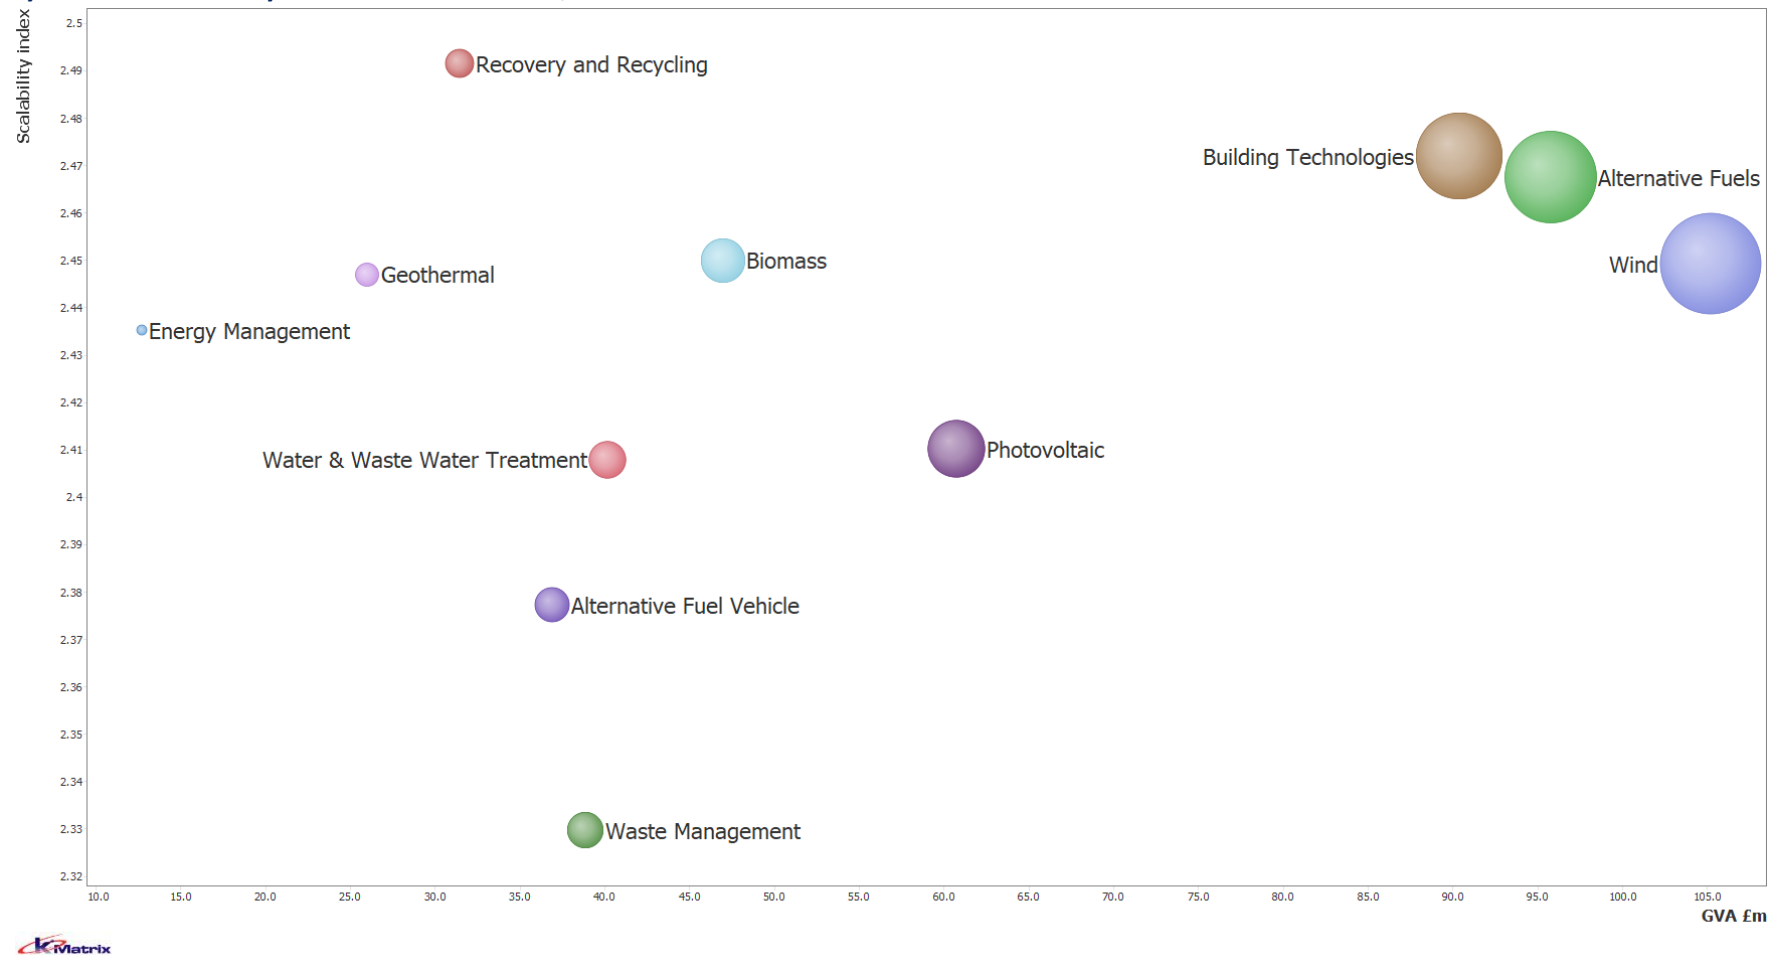 Scalability index
2.5
2.49
2.48
2.47
2.46
2.45
2.44
2.43
2.42
2.41
2.4
2.39
2.38
2.37
2.36
2.35
2.34
2.33
2.32
Recovery and Recycling
Building Technologies
Alternative Fuels
Biomass
Wind
Geothermal
Energy Management
Photovoltaic
Water & Waste Water Treatment
Alternative Fuel Vehicle
Waste Management
10.0 15.0 20.0 25.0 30.0 35.0 40.0 45.0 50.0 55.0 60.0 65.0 70.0 75.0 80.0 85.0 90.0 95.0 100.0 105.0
GVA £m
kMatrix